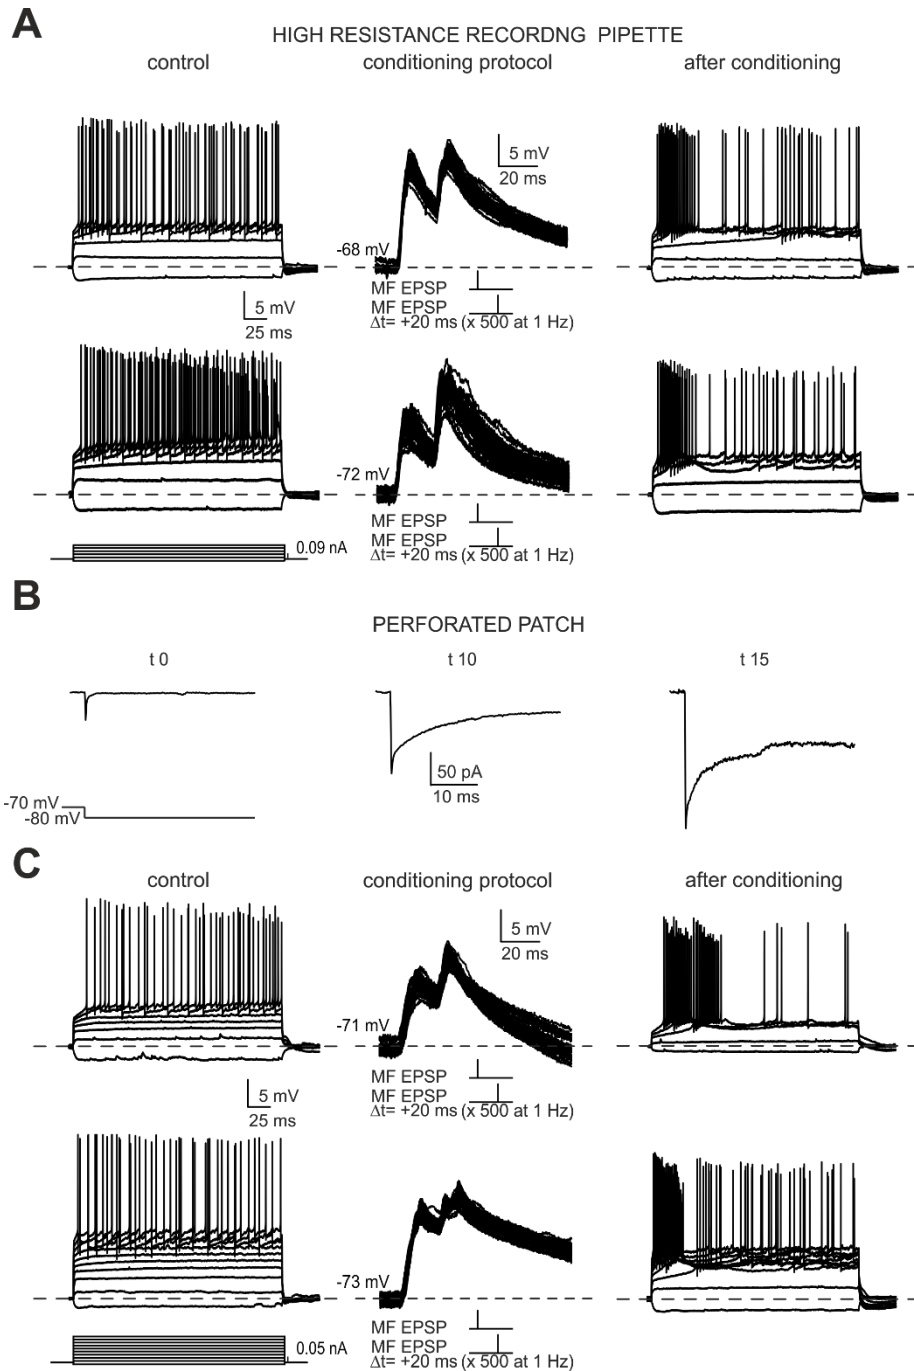 A
HIGH RESISTANCE RECORDNG PIPETTE
control conditioning protocol after conditioning
5 mV
20 ms
-68 mV
MF EPSP
MF EPSP
Δt= +20 ms (x 500 at 1 Hz)
5 mV
25 ms
-72 mV
MF EPSP
MF EPSP
Δt= +20 ms (x 500 at 1 Hz)
0.09 nA
B
PERFORATED PATCH
t 0 t 10 t 15
50 pA
10 ms
-70 mV
-80 mV
C
control conditioning protocol after conditioning
5 mV
20 ms
-71 mV
MF EPSP
MF EPSP
Δt= +20 ms (x 500 at 1 Hz)
5 mV
25 ms
-73 mV
MF EPSP
MF EPSP
Δt= +20 ms (x 500 at 1 Hz)
0.05 nA